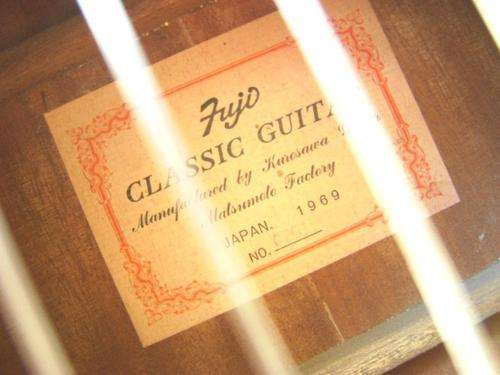 Fujo
CLASSIC GUITA
Manufactured by Kurosawa
Matsumoto Factory
JAPAN. 1969
NO.